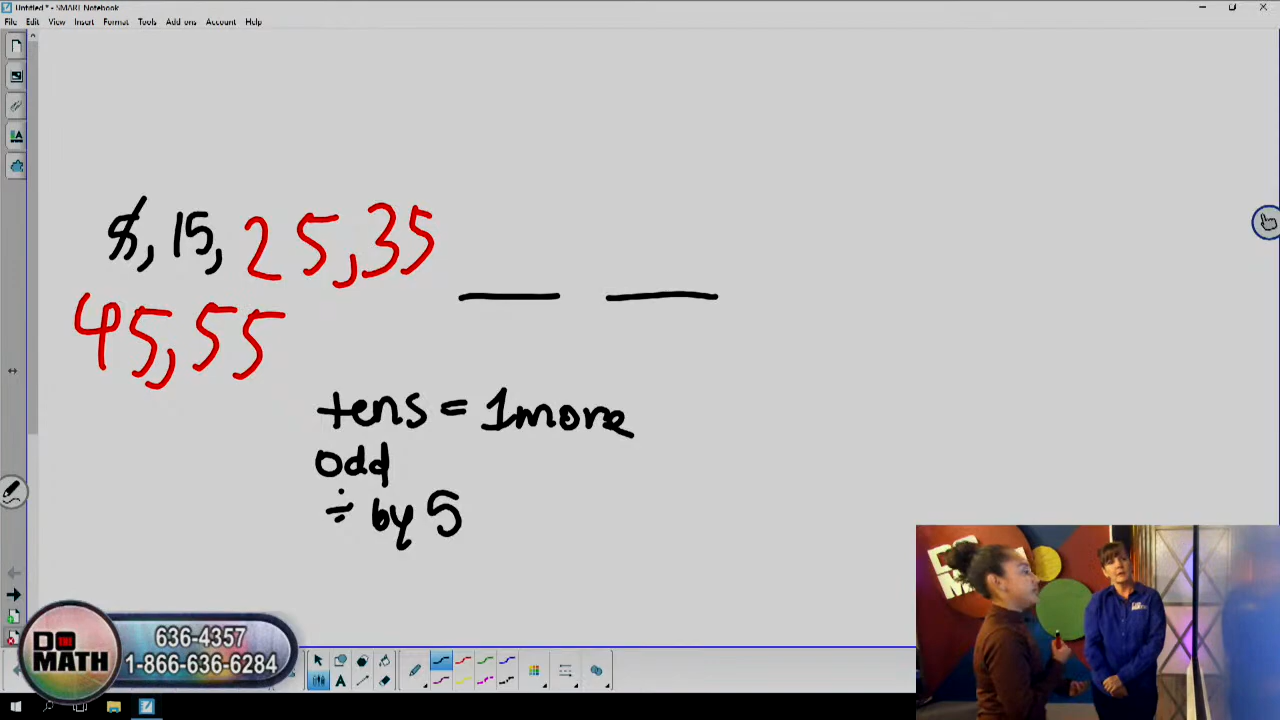 Untitled * - SMART Notebook
File Edit View Insert Format Tools Add-ons Account Help
5, 15, 25, 35
45, 55
tens = 1 more
odd
÷ by 5
DO THE MATH
636-4357
1-866-636-6284